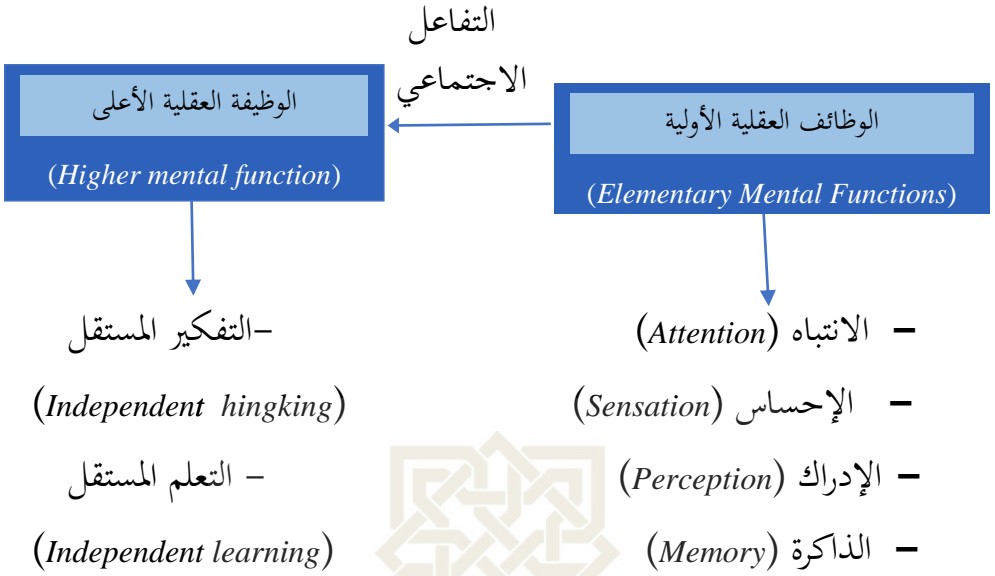 التفاعل
الاجتماعي
الوظائف العقلية الأولية
(Elementary Mental Functions)
الوظيفة العقلية الأعلى
(Higher mental function)
– الانتباه (Attention)
– الإحساس (Sensation)
– الإدراك (Perception)
– الذاكرة (Memory)
–التفكير المستقل
(Independent hingking)
– التعلم المستقل
(Independent learning)